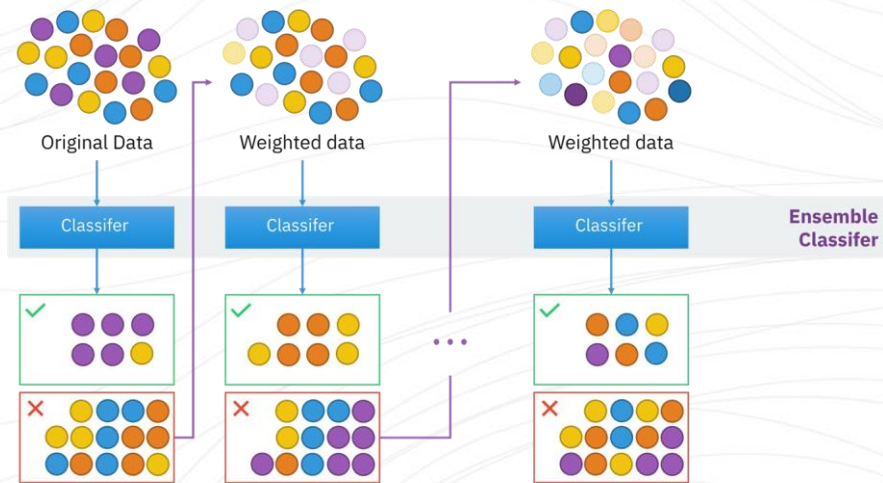 Original Data
Weighted data
Weighted data
Classifer
Classifer
Classifer
Ensemble
Classifer
...